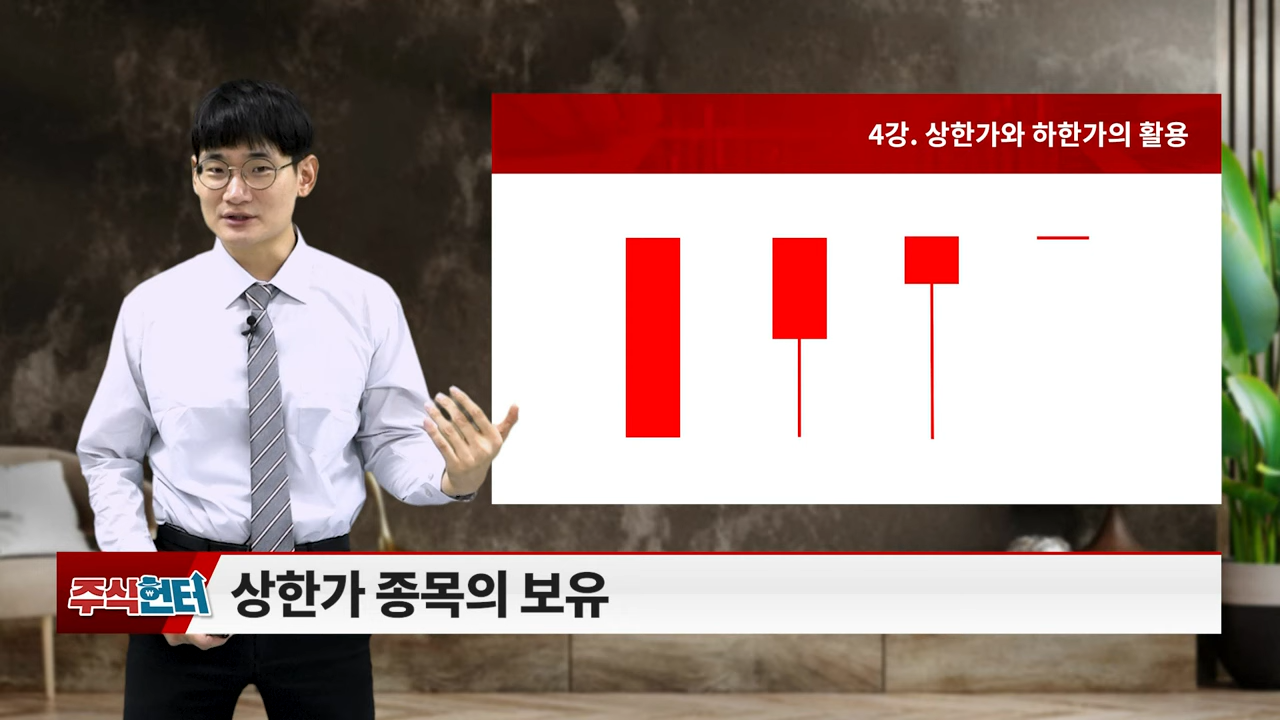 4강. 상한가와 하한가의 활용
주식헌터
상한가 종목의 보유